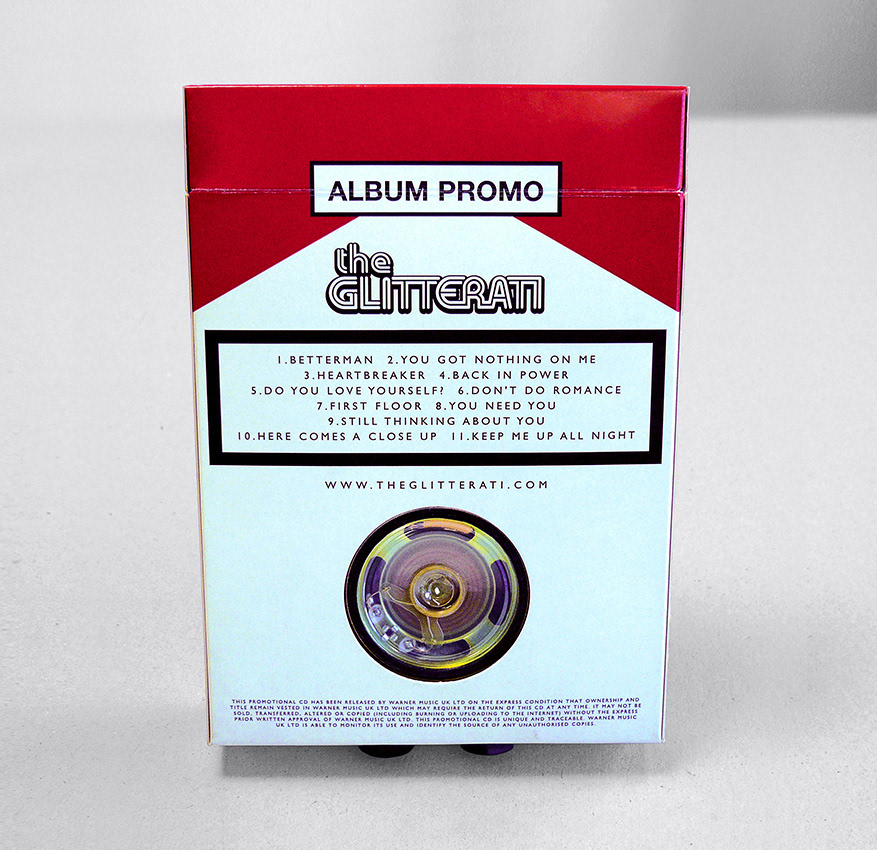 ALBUM PROMO
the
GLITTERATI
1.BETTERMAN 2.YOU GOT NOTHING ON ME
3.HEARTBREAKER 4.BACK IN POWER
5.DO YOU LOVE YOURSELF? 6.DON'T DO ROMANCE
7.FIRST FLOOR 8.YOU NEED YOU
9.STILL THINKING ABOUT YOU
10.HERE COMES A CLOSE UP 11.KEEP ME UP ALL NIGHT
WWW.THEGLITTERATI.COM
THIS PROMOTIONAL CD HAS BEEN RELEASED BY WARNER MUSIC UK LTD ON THE EXPRESS CONDITION THAT OWNERSHIP AND
TITLE REMAIN VESTED IN WARNER MUSIC UK LTD WHICH MAY REQUIRE THE RETURN OF THIS CD AT ANY TIME. IT MAY NOT BE
SOLD, TRANSFERRED, ALTERED OR COPIED (INCLUDING BURNING OR UPLOADING TO THE INTERNET) WITHOUT THE EXPRESS
PRIOR WRITTEN APPROVAL OF WARNER MUSIC UK LTD. THIS PROMOTIONAL CD IS UNIQUE AND TRACEABLE. WARNER MUSIC
UK LTD IS ABLE TO MONITOR ITS USE AND IDENTIFY THE SOURCE OF ANY UNAUTHORISED COPIES.